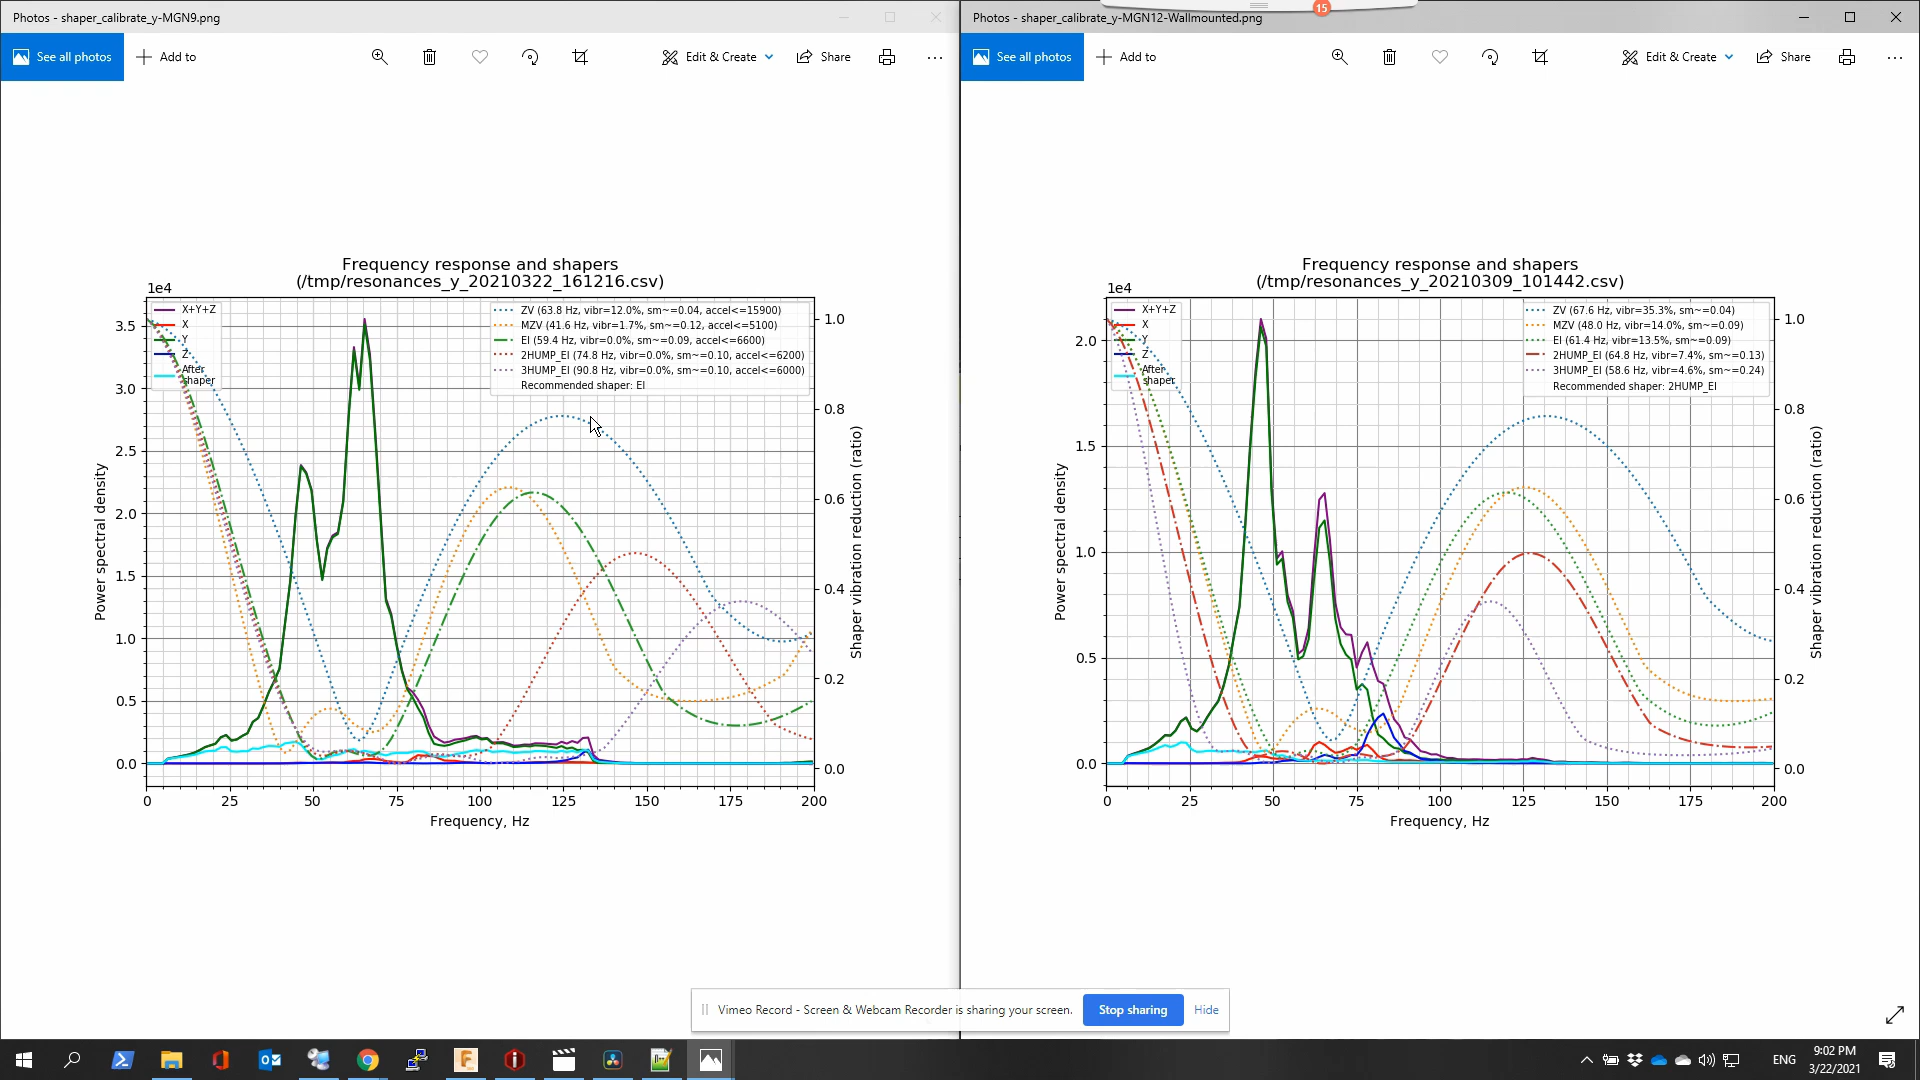 Photos - shaper_calibrate_y-MGN9.png
See all photos
Add to
Edit & Create
Share
Frequency response and shapers
(/tmp/resonances_y_20210322_161216.csv)
1e4
X+Y+Z
X
Y
Z
After
shaper
ZV (63.8 Hz, vibr=12.0%, sm~=0.04, accel<=15900)
MZV (41.6 Hz, vibr=1.7%, sm~=0.12, accel<=5100)
EI (59.4 Hz, vibr=0.0%, sm~=0.09, accel<=6600)
2HUMP_EI (74.8 Hz, vibr=0.0%, sm~=0.10, accel<=6200)
3HUMP_EI (90.8 Hz, vibr=0.0%, sm~=0.10, accel<=6000)
Recommended shaper: EI
Power spectral density
3.5
3.0
2.5
2.0
1.5
1.0
0.5
0.0
1.0
0.8
0.6
0.4
0.2
0.0
Shaper vibration reduction (ratio)
0 25 50 75 100 125 150 175 200
Frequency, Hz
Photos - shaper_calibrate_y-MGN12-Wallmounted.png
15
See all photos
Add to
Edit & Create
Share
Frequency response and shapers
(/tmp/resonances_y_20210309_101442.csv)
1e4
X+Y+Z
X
Y
Z
After
shaper
ZV (67.6 Hz, vibr=35.3%, sm~=0.04)
MZV (48.0 Hz, vibr=14.0%, sm~=0.09)
EI (61.4 Hz, vibr=13.5%, sm~=0.09)
2HUMP_EI (64.8 Hz, vibr=7.4%, sm~=0.13)
3HUMP_EI (58.6 Hz, vibr=4.6%, sm~=0.24)
Recommended shaper: 2HUMP_EI
Power spectral density
2.0
1.5
1.0
0.5
0.0
1.0
0.8
0.6
0.4
0.2
0.0
Shaper vibration reduction (ratio)
0 25 50 75 100 125 150 175 200
Frequency, Hz
Vimeo Record - Screen & Webcam Recorder is sharing your screen.
Stop sharing
Hide
ENG
9:02 PM
3/22/2021